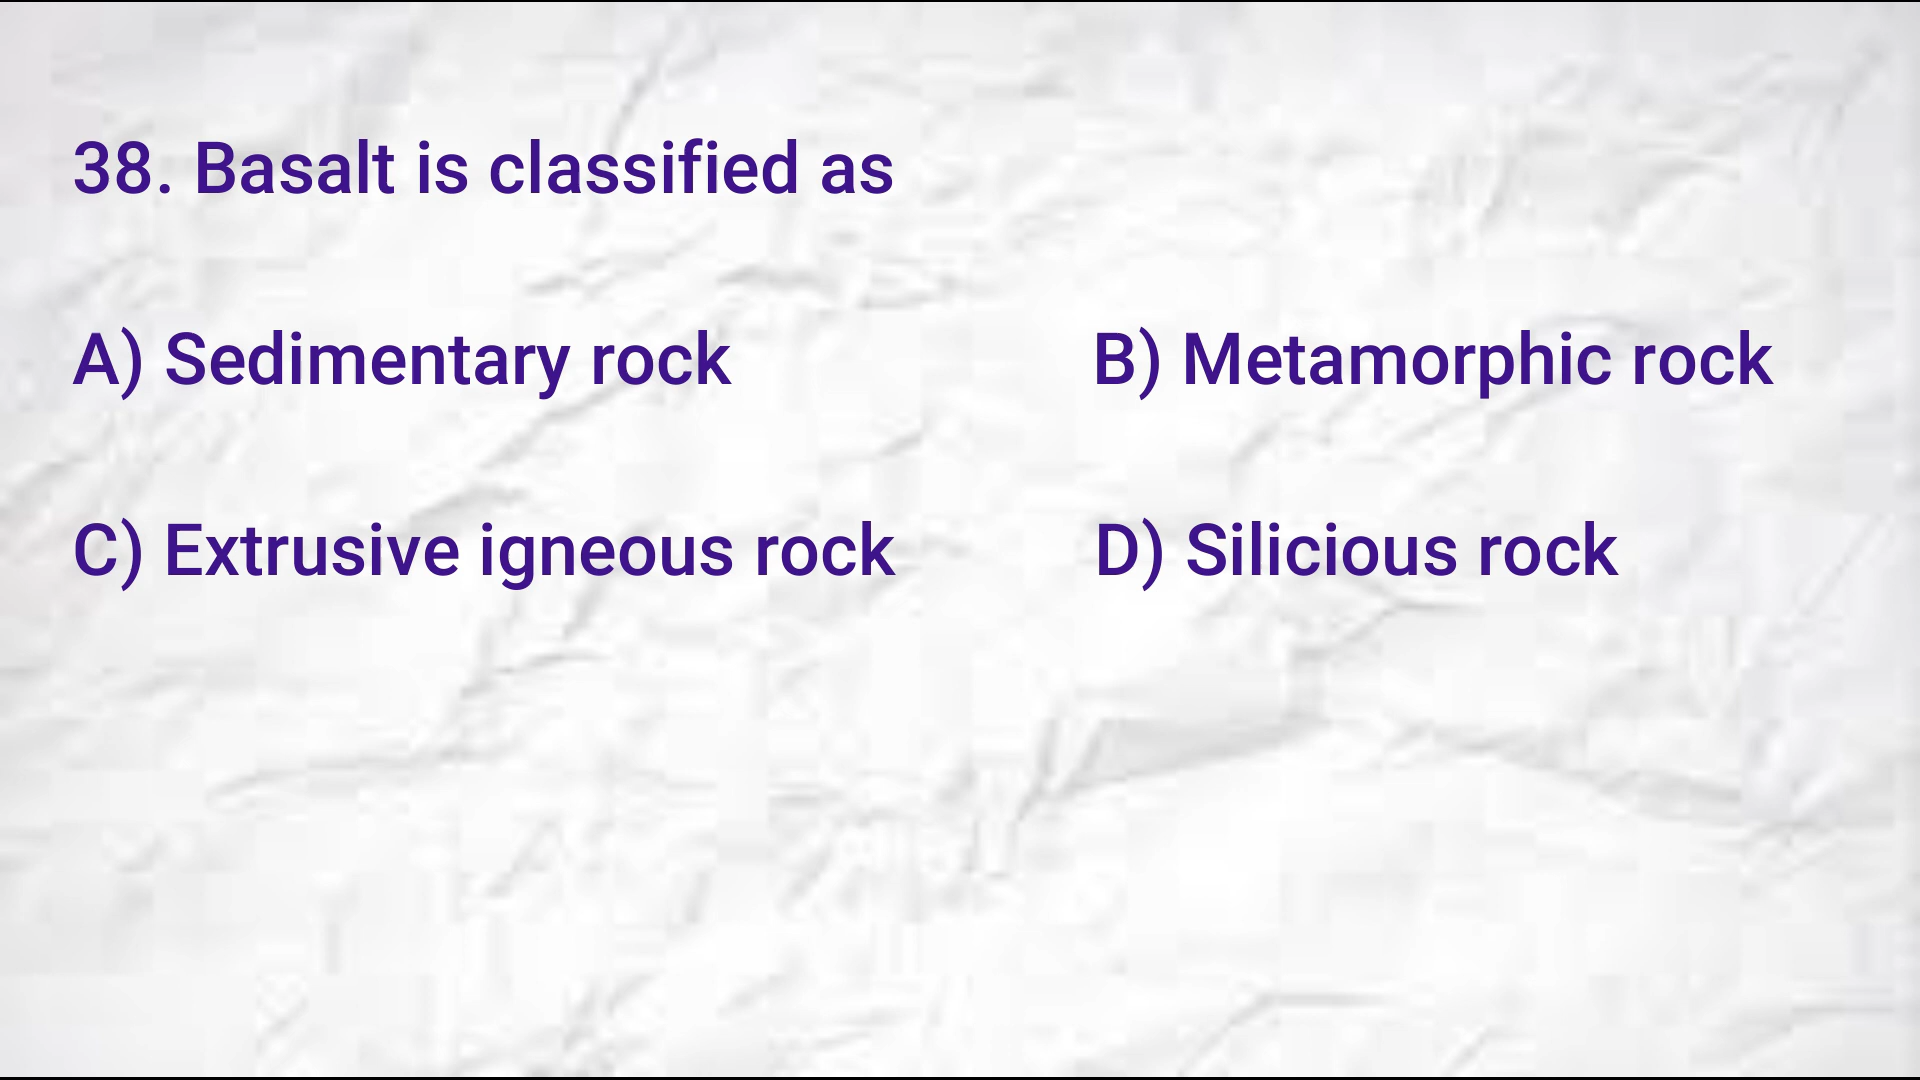 38. Basalt is classified as
A) Sedimentary rock B) Metamorphic rock
C) Extrusive igneous rock D) Silicious rock